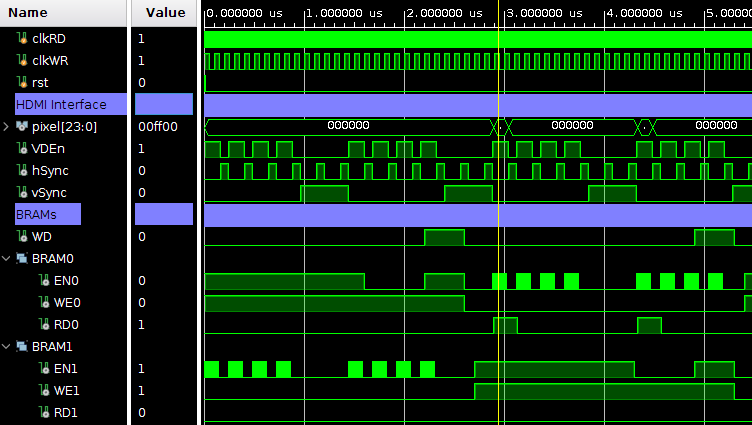 Name Value 0.000000 us 1.000000 us 2.000000 us 3.000000 us 4.000000 us 5.00000
clkRD 1
clkWR 1
rst 0
HDMI Interface
pixel[23:0] 00ff00 000000 000000 000000
VDEn 1
hSync 0
vSync 0
BRAMs
WD 0
BRAM0
EN0 0
WE0 0
RD0 1
BRAM1
EN1 1
WE1 1
RD1 0